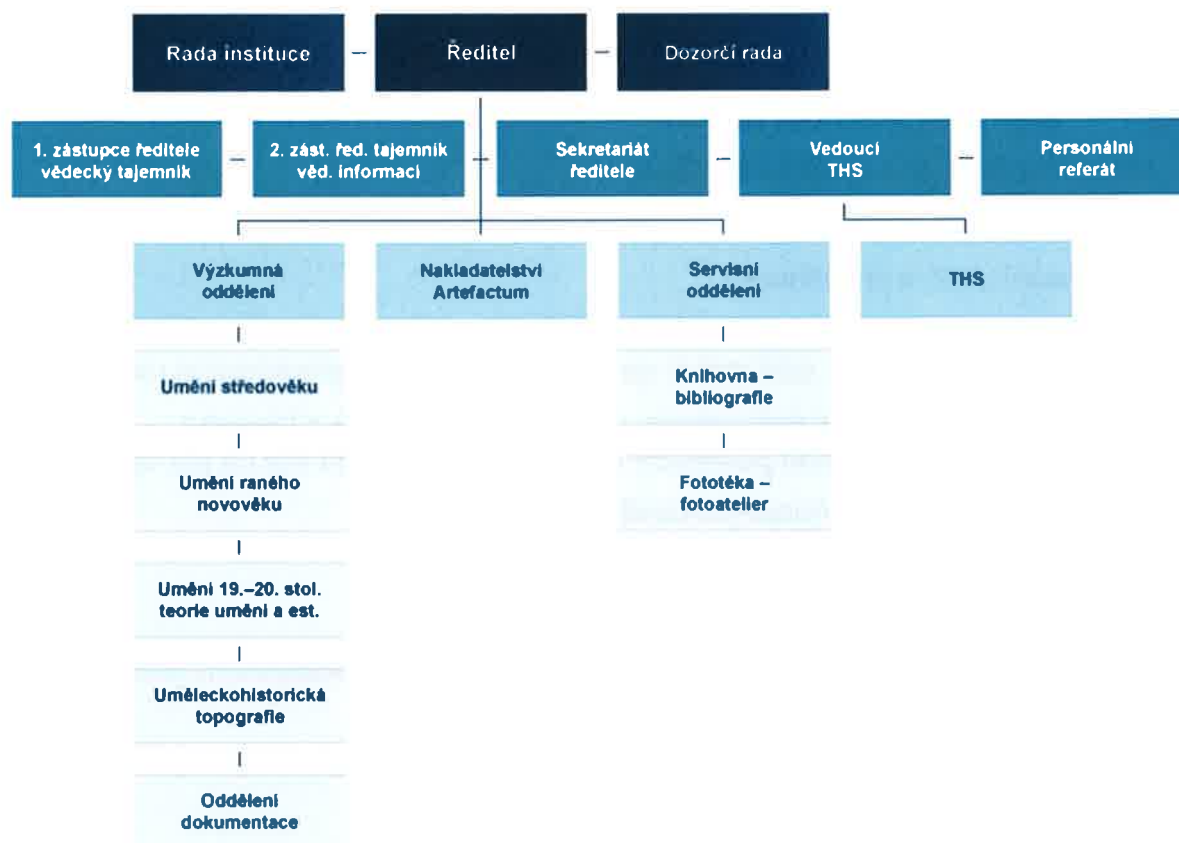 Rada instituce
Ředitel
Dozorčí rada
1. zástupce ředitele
vědecký tajemník
2. zást. řed. tajemník
věd. informací
Sekretariát
ředitele
Vedoucí
THS
Personální
referát
Výzkumná
oddělení
Nakladatelství
Artefactum
Servisní
oddělení
THS
Umění středověku
Knihovna –
bibliografie
Umění raného
novověku
Fototéka –
fotoatelier
Umění 19.–20. stol.
teorie umění a est.
Uměleckohistorická
topografie
Oddělení
dokumentace